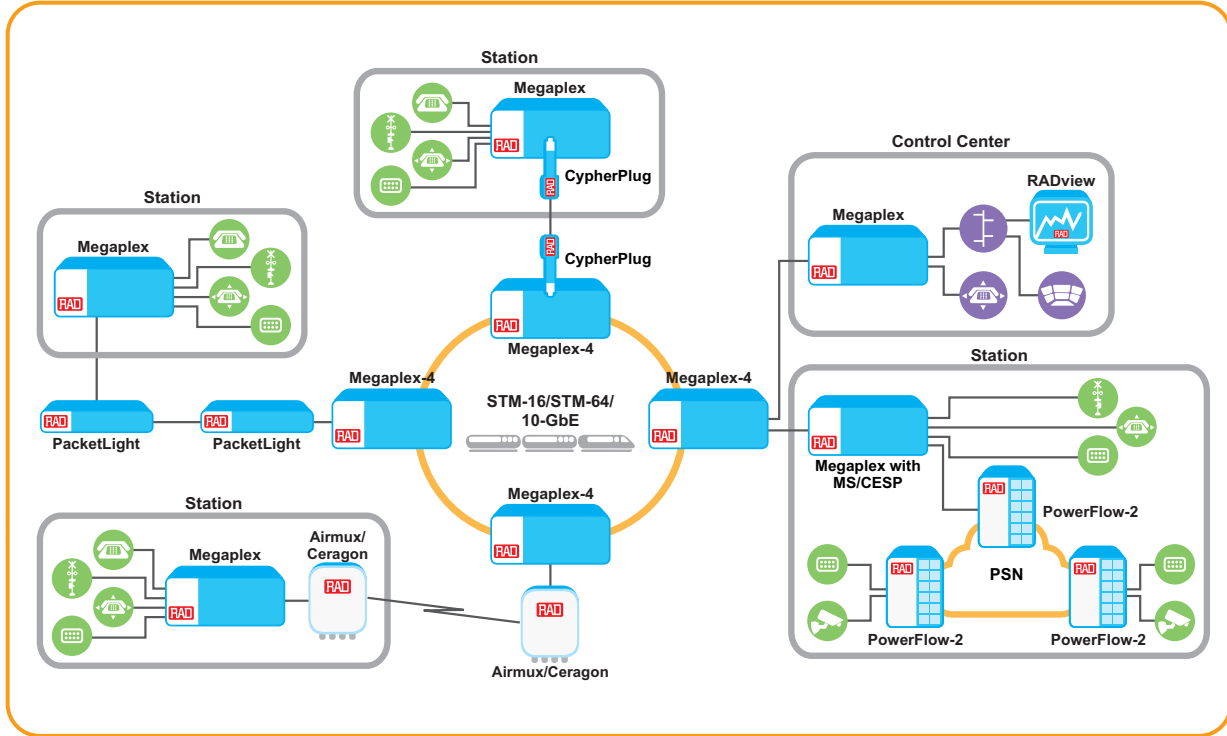 Station
Megaplex
RAD
CypherPlug
RAD
RAD
CypherPlug
RAD
Megaplex-4
Station
Megaplex
RAD
RAD
PacketLight
RAD
PacketLight
Megaplex-4
RAD
STM-16/STM-64/
10-GbE
Megaplex-4
RAD
Megaplex-4
RAD
RAD
Airmux/Ceragon
Station
Megaplex
RAD
Airmux/
Ceragon
RAD
Control Center
RADview
RAD
Megaplex
RAD
Station
RAD
Megaplex with
MS/CESP
RAD
PowerFlow-2
PSN
RAD
PowerFlow-2
RAD
PowerFlow-2